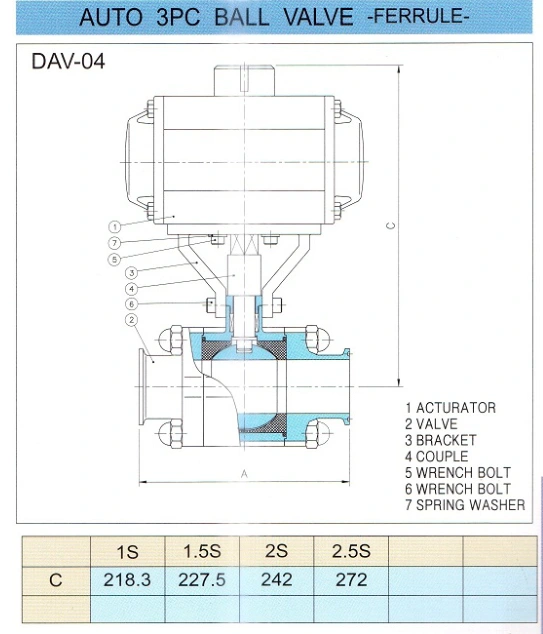 AUTO 3PC BALL VALVE -FERRULE-
DAV-04
C
1
7
5
3
4
6
2
A
1 ACTURATOR
2 VALVE
3 BRACKET
4 COUPLE
5 WRENCH BOLT
6 WRENCH BOLT
7 SPRING WASHER
1S 1.5S 2S 2.5S
C 218.3 227.5 242 272